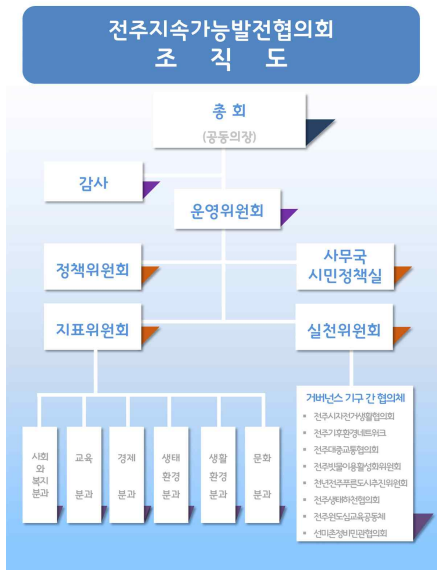 전주지속가능발전협의회
조 직 도
총 회
(공동의장)
감사
운영위원회
정책위원회
사무국
시민정책실
지표위원회
실천위원회
사회
와
복지
분과
교육
분과
경제
분과
생태
환경
분과
생활
환경
분과
문화
분과
거버넌스 기구 간 협의체
▪ 전주시자전거생활협의회
▪ 전주기후환경네트워크
▪ 전주대중교통협의회
▪ 전주빗물이용활성화위원회
▪ 천년전주푸른도시추진위원회
▪ 전주생태하천협의회
▪ 전주원도심교육공동체
▪ 선미촌정비민관협의회